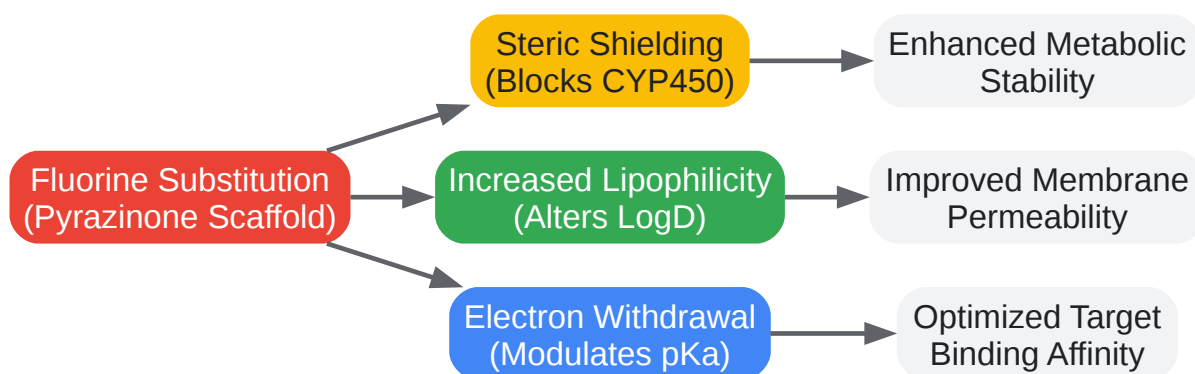 Fluorine Substitution
(Pyrazinone Scaffold)
Steric Shielding
(Blocks CYP450)
Enhanced Metabolic
Stability
Increased Lipophilicity
(Alters LogD)
Improved Membrane
Permeability
Electron Withdrawal
(Modulates pKa)
Optimized Target
Binding Affinity